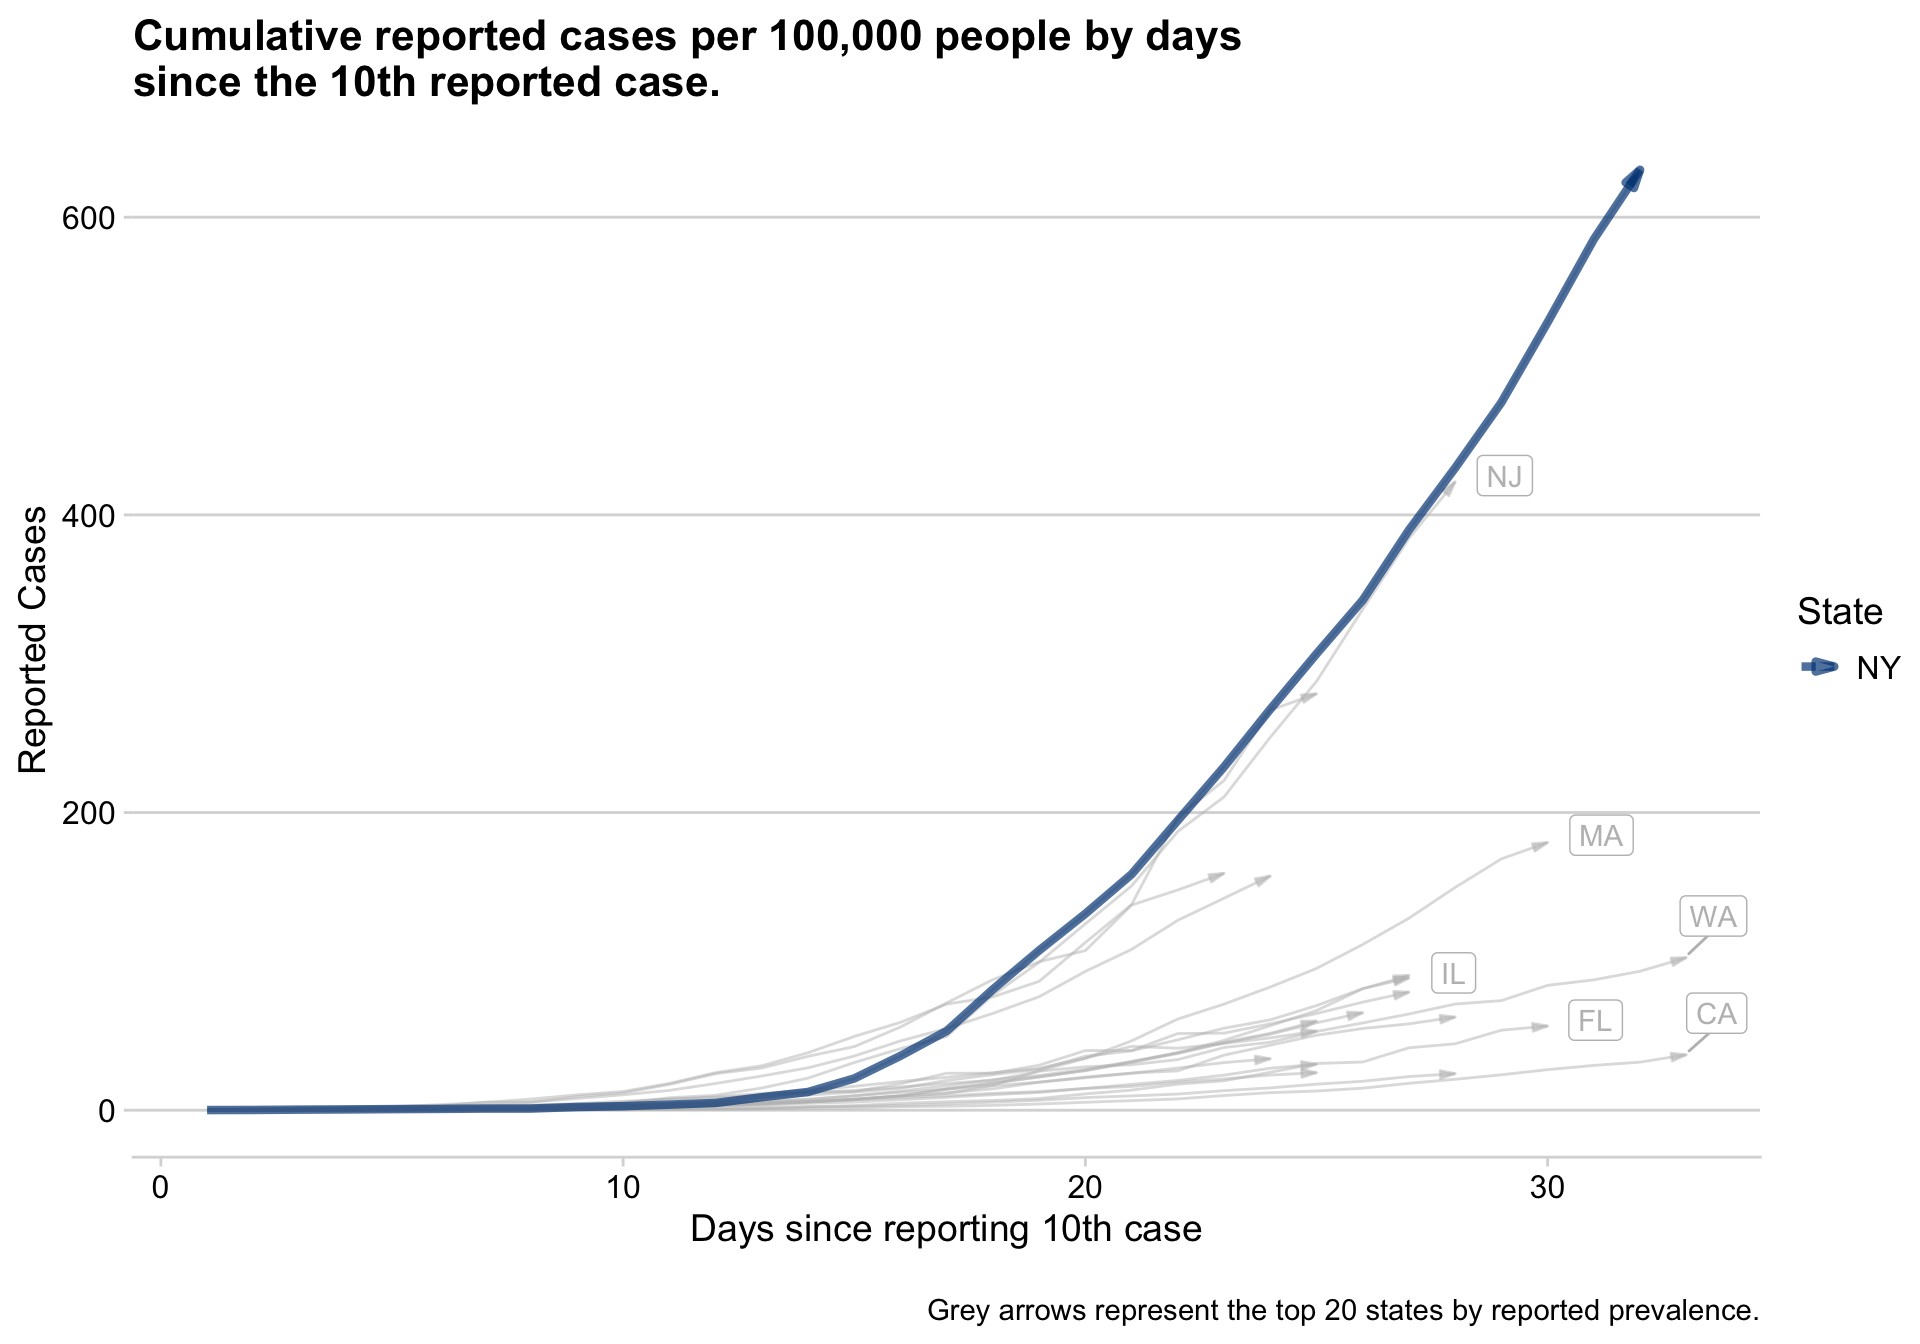 Cumulative reported cases per 100,000 people by days
since the 10th reported case.
Reported Cases
600
400
200
0
NJ
MA
WA
IL
FL
CA
State
NY
0 10 20 30
Days since reporting 10th case
Grey arrows represent the top 20 states by reported prevalence.